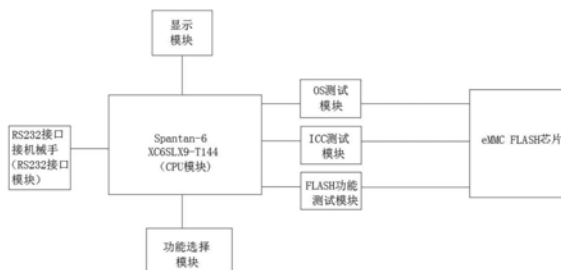 显示
模块
OS测试
模块
RS232接口
接机械手
(RS232接口
模块)
Spantan-6
XC6SLX9-T144
(CPU模块)
ICC测试
模块
eMMC FLASH芯片
FLASH功能
测试模块
功能选择
模块